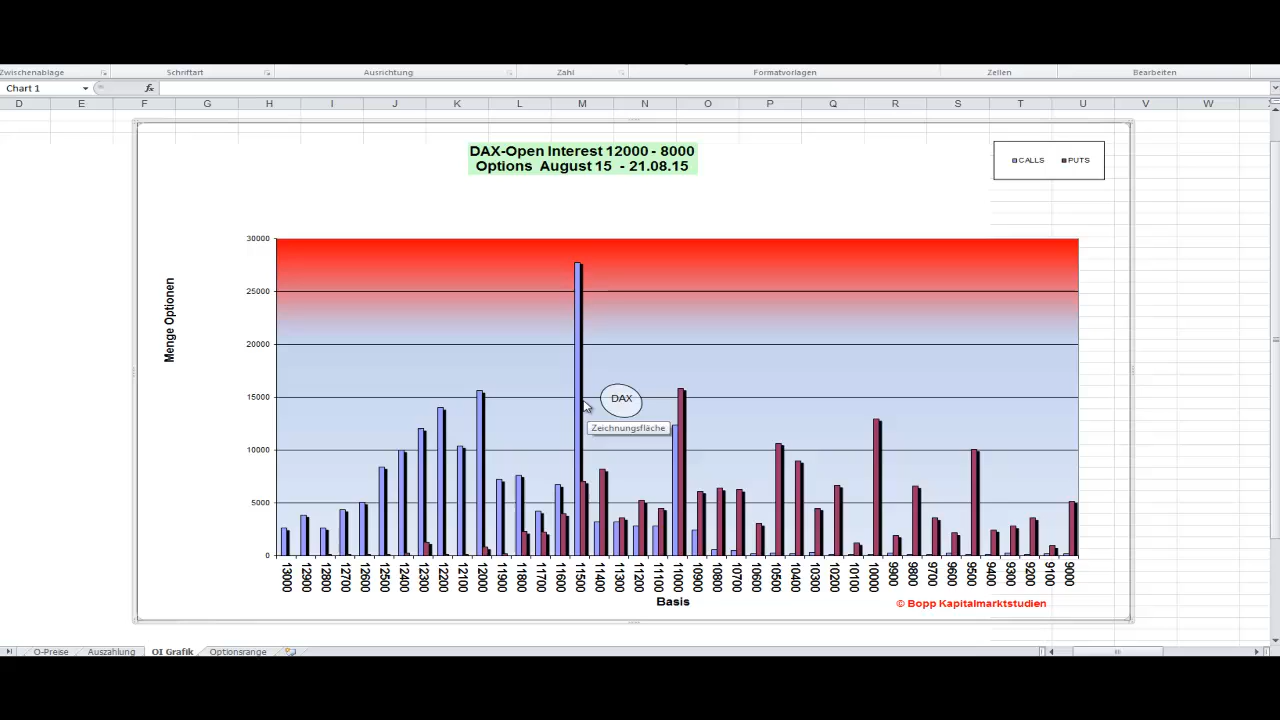 Zwischenablage Schriftart Ausrichtung Zahl Formatvorlagen Zellen Bearbeiten
Chart 1 fx
D E F G H I J K L M N O P Q R S T U V W X
DAX-Open Interest 12000 - 8000
Options August 15 - 21.08.15
CALLS PUTS
Menge Optionen
30000
25000
20000
15000
10000
5000
0
DAX
Zeichnungsfläche
13000 12900 12800 12700 12600 12500 12400 12300 12200 12100 12000 11900 11800 11700 11600 11500 11400 11300 11200 11100 11000 10900 10800 10700 10600 10500 10400 10300 10200 10100 10000 9900 9800 9700 9600 9500 9400 9300 9200 9100 9000
Basis
© Bopp Kapitalmarktstudien
O-Preise Auszahlung OI Grafik Optionsrange